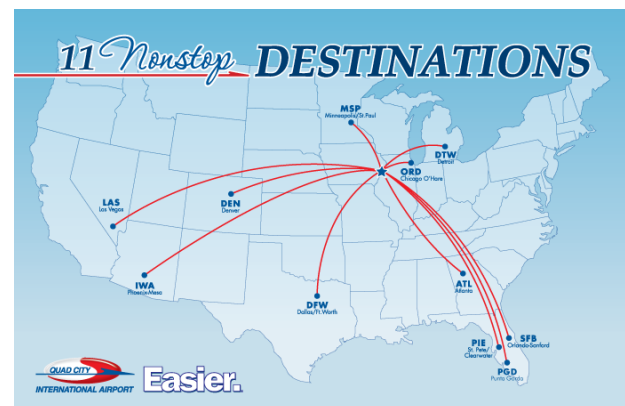 11 Nonstop DESTINATIONS
MSP
Minneapolis/St.Paul
DTW
Detroit
ORD
Chicago O'Hare
LAS
Las Vegas
DEN
Denver
IWA
Phoenix-Mesa
DFW
Dallas/Ft.Worth
ATL
Atlanta
PIE
St. Pete/
Clearwater
SFB
Orlando-Sanford
PGD
Punta Gorda
QUAD CITY
INTERNATIONAL AIRPORT
Easier.